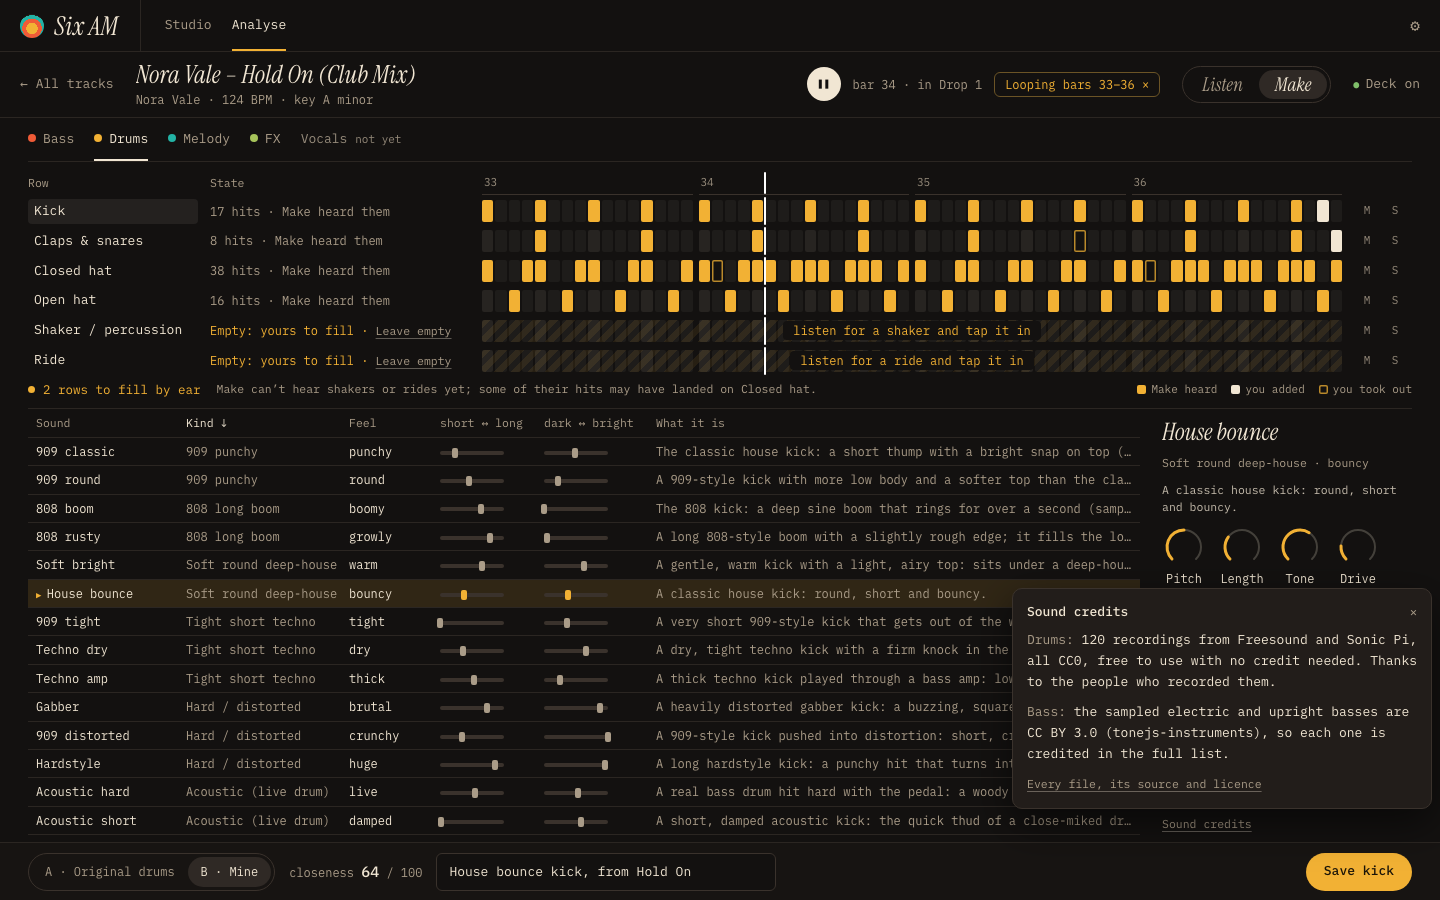 Six AM
Studio
Analyse
← All tracks
Nora Vale – Hold On (Club Mix)
Nora Vale · 124 BPM · key A minor
bar 34 · in Drop 1
Looping bars 33–36 ×
Listen
Make
Deck on
Bass
Drums
Melody
FX
Vocals not yet
Row State 33 34 35 36
Kick 17 hits · Make heard them M S
Claps & snares 8 hits · Make heard them M S
Closed hat 38 hits · Make heard them M S
Open hat 16 hits · Make heard them M S
Shaker / percussion Empty: yours to fill · Leave empty listen for a shaker and tap it in M S
Ride Empty: yours to fill · Leave empty listen for a ride and tap it in M S
2 rows to fill by ear Make can’t hear shakers or rides yet; some of their hits may have landed on Closed hat. Make heard you added you took out
Sound Kind ↓ Feel short ↔ long dark ↔ bright What it is
909 classic 909 punchy punchy The classic house kick: a short thump with a bright snap on top (…
909 round 909 punchy round A 909-style kick with more low body and a softer top than the cla…
808 boom 808 long boom boomy The 808 kick: a deep sine boom that rings for over a second (samp…
808 rusty 808 long boom growly A long 808-style boom with a slightly rough edge; it fills the lo…
Soft bright Soft round deep-house warm A gentle, warm kick with a light, airy top: sits under a deep-hou…
▸ House bounce Soft round deep-house bouncy A classic house kick: round, short and bouncy.
909 tight Tight short techno tight A very short 909-style kick that gets out of the
Techno dry Tight short techno dry A dry, tight techno kick with a firm knock in the
Techno amp Tight short techno thick A thick techno kick played through a bass amp:
Gabber Hard / distorted brutal A heavily distorted gabber kick: a buzzing,
909 distorted Hard / distorted crunchy A 909-style kick pushed into distortion: short,
Hardstyle Hard / distorted huge A long hardstyle kick: a punchy hit that turns
Acoustic hard Acoustic (live drum) live A real bass drum hit hard with the pedal: a woody
Acoustic short Acoustic (live drum) damped A short, damped acoustic kick: the quick thud of a close-miked dr…
House bounce
Soft round deep-house · bouncy
A classic house kick: round, short
and bouncy.
Pitch Length Tone Drive
Sound credits ×
Drums: 120 recordings from Freesound and Sonic Pi,
all CC0, free to use with no credit needed. Thanks
to the people who recorded them.
Bass: the sampled electric and upright basses are
CC BY 3.0 (tonejs-instruments), so each one is
credited in the full list.
Every file, its source and licence
Sound credits
A · Original drums
B · Mine
closeness 64 / 100
House bounce kick, from Hold On
Save kick